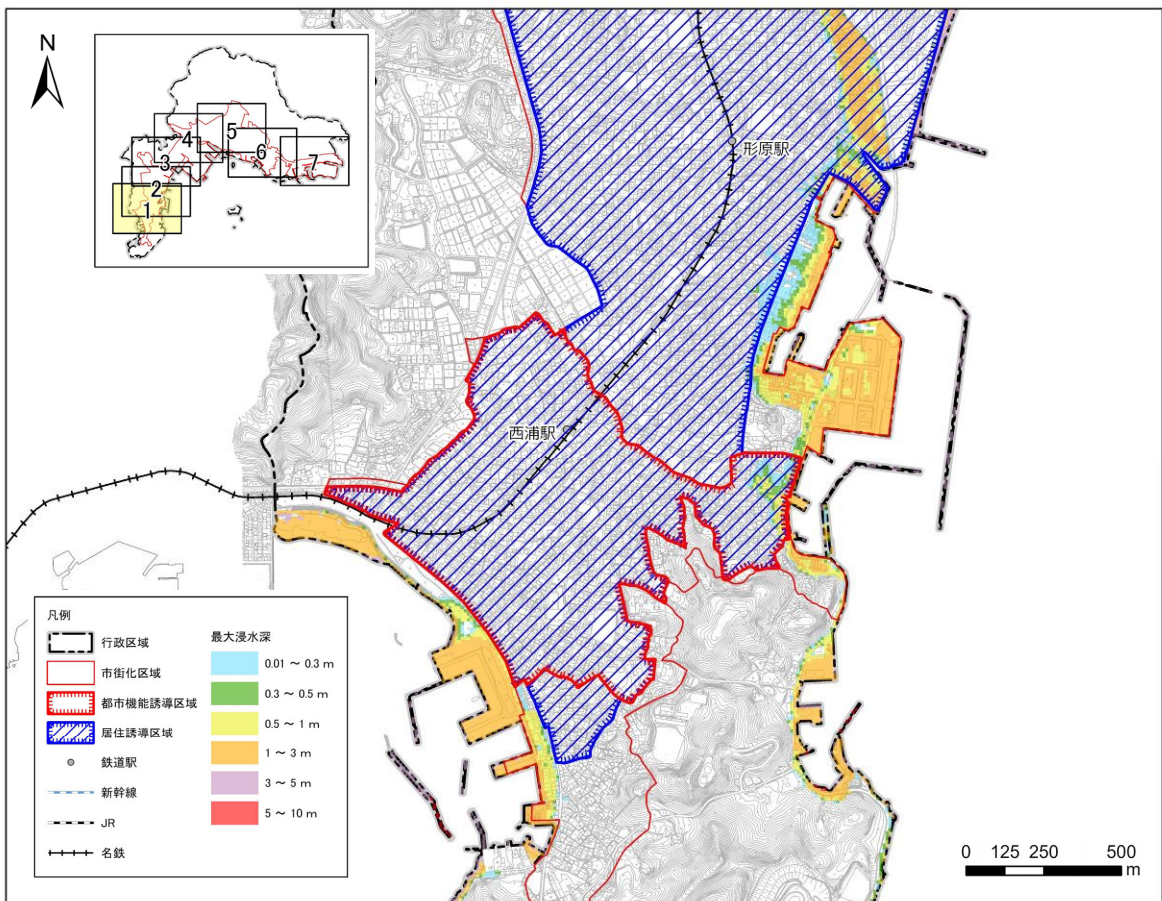 N
5
4
6
7
3
2
1
形原駅
西浦駅
凡例
行政区域
市街化区域
都市機能誘導区域
居住誘導区域
鉄道駅
新幹線
JR
名鉄
最大浸水深
0.01 ~ 0.3 m
0.3 ~ 0.5 m
0.5 ~ 1 m
1 ~ 3 m
3 ~ 5 m
5 ~ 10 m
0 125 250 500
m